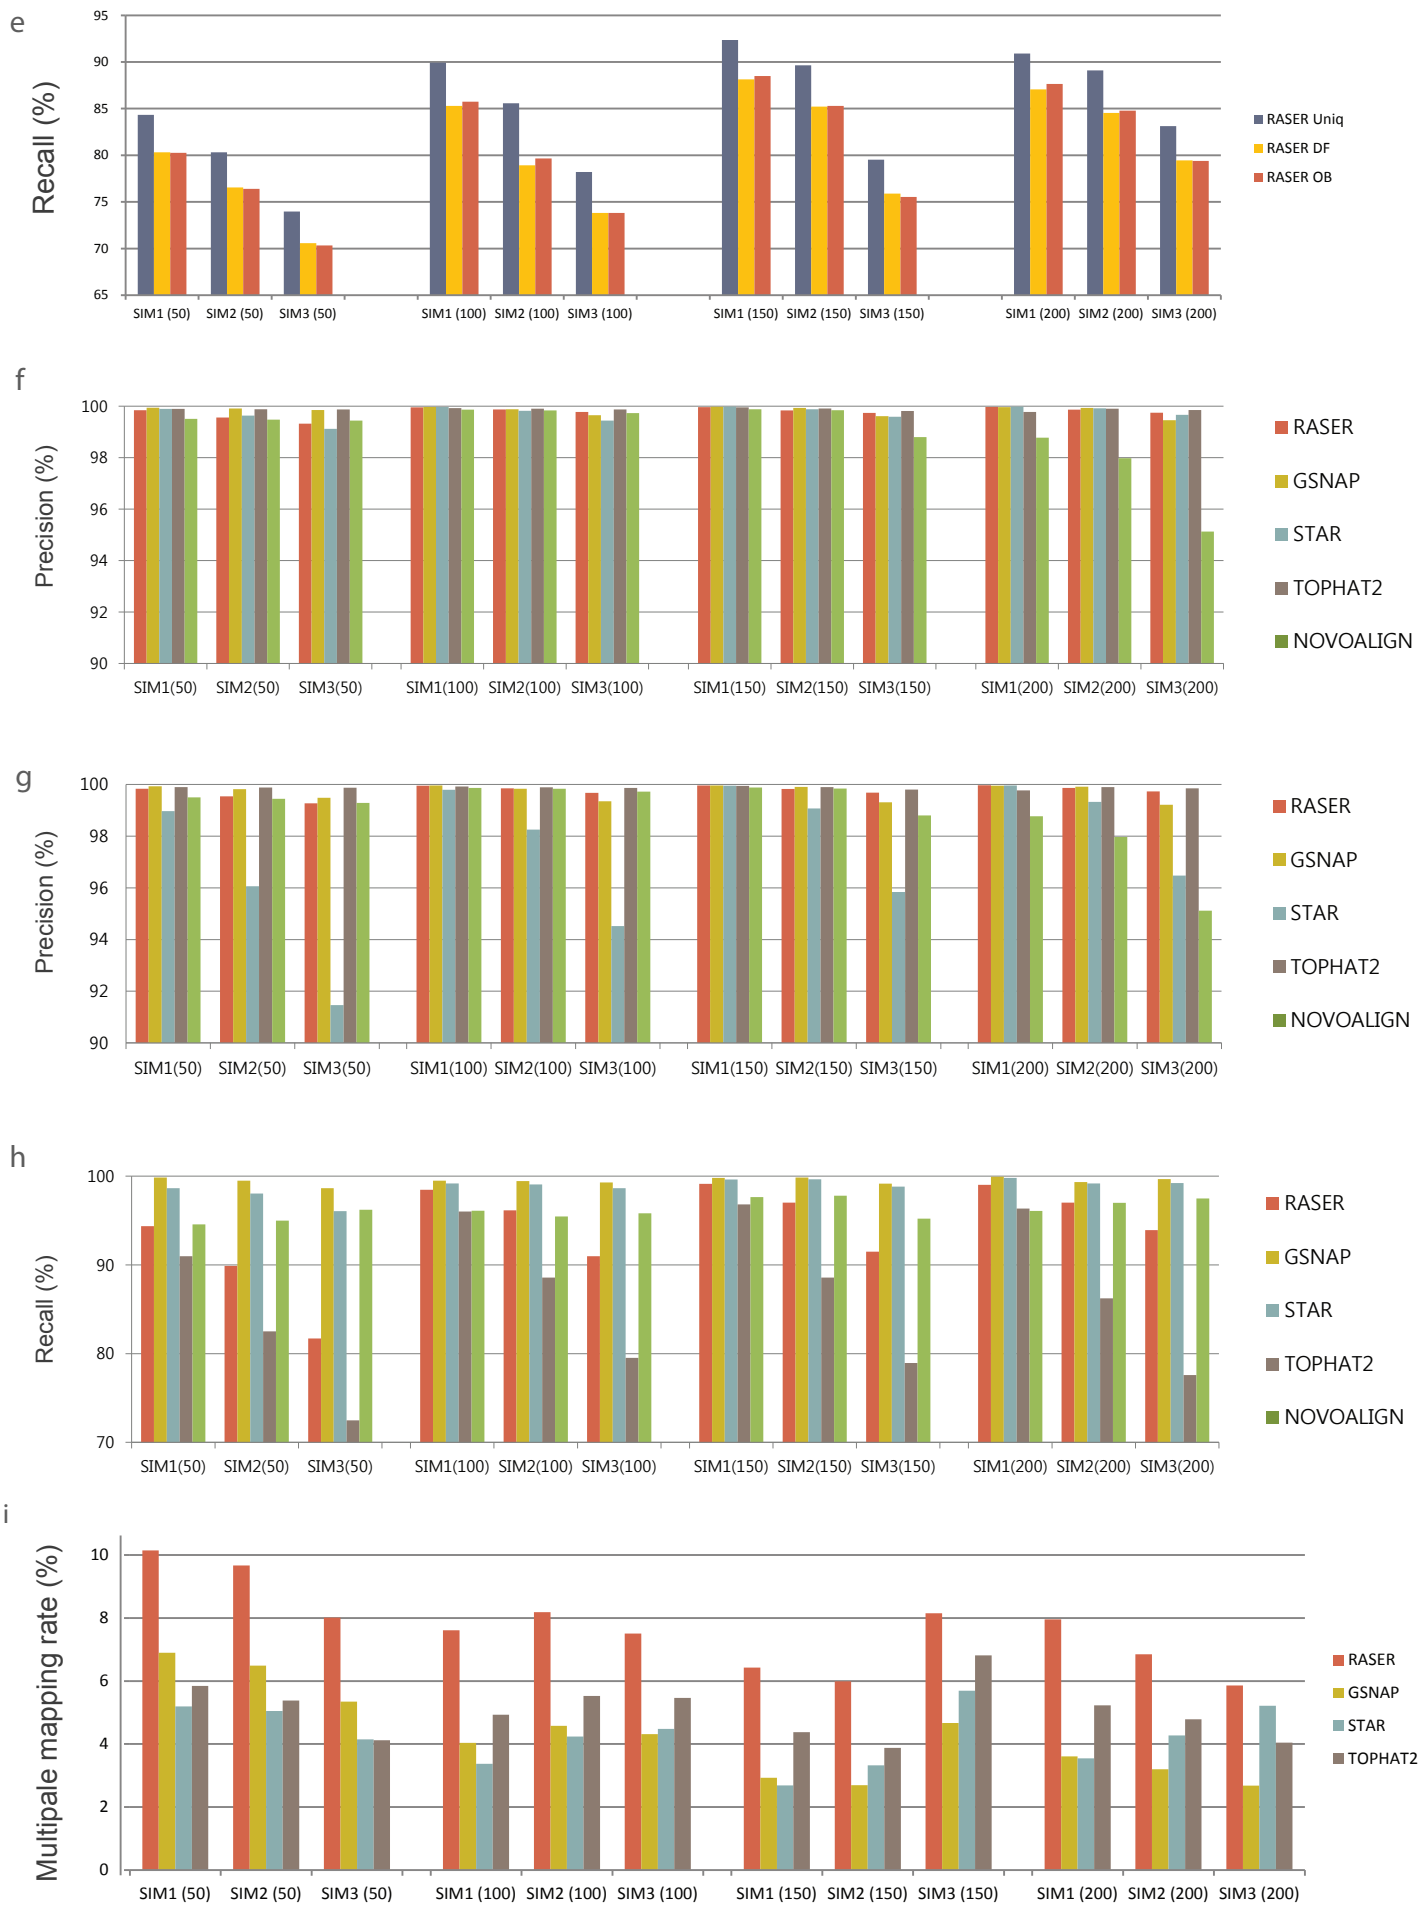 e
Recall (%)
95
90
85
80
75
70
65
SIM1 (50) SIM2 (50) SIM3 (50) SIM1 (100) SIM2 (100) SIM3 (100) SIM1 (150) SIM2 (150) SIM3 (150) SIM1 (200) SIM2 (200) SIM3 (200)
RASER Uniq
RASER DF
RASER OB
f
Precision (%)
100
98
96
94
92
90
SIM1(50) SIM2(50) SIM3(50) SIM1(100) SIM2(100) SIM3(100) SIM1(150) SIM2(150) SIM3(150) SIM1(200) SIM2(200) SIM3(200)
RASER
GSNAP
STAR
TOPHAT2
NOVOALIGN
g
Precision (%)
100
98
96
94
92
90
SIM1(50) SIM2(50) SIM3(50) SIM1(100) SIM2(100) SIM3(100) SIM1(150) SIM2(150) SIM3(150) SIM1(200) SIM2(200) SIM3(200)
RASER
GSNAP
STAR
TOPHAT2
NOVOALIGN
h
Recall (%)
100
90
80
70
SIM1(50) SIM2(50) SIM3(50) SIM1(100) SIM2(100) SIM3(100) SIM1(150) SIM2(150) SIM3(150) SIM1(200) SIM2(200) SIM3(200)
RASER
GSNAP
STAR
TOPHAT2
NOVOALIGN
i
Multipale mapping rate (%)
10
8
6
4
2
0
SIM1 (50) SIM2 (50) SIM3 (50) SIM1 (100) SIM2 (100) SIM3 (100) SIM1 (150) SIM2 (150) SIM3 (150) SIM1 (200) SIM2 (200) SIM3 (200)
RASER
GSNAP
STAR
TOPHAT2